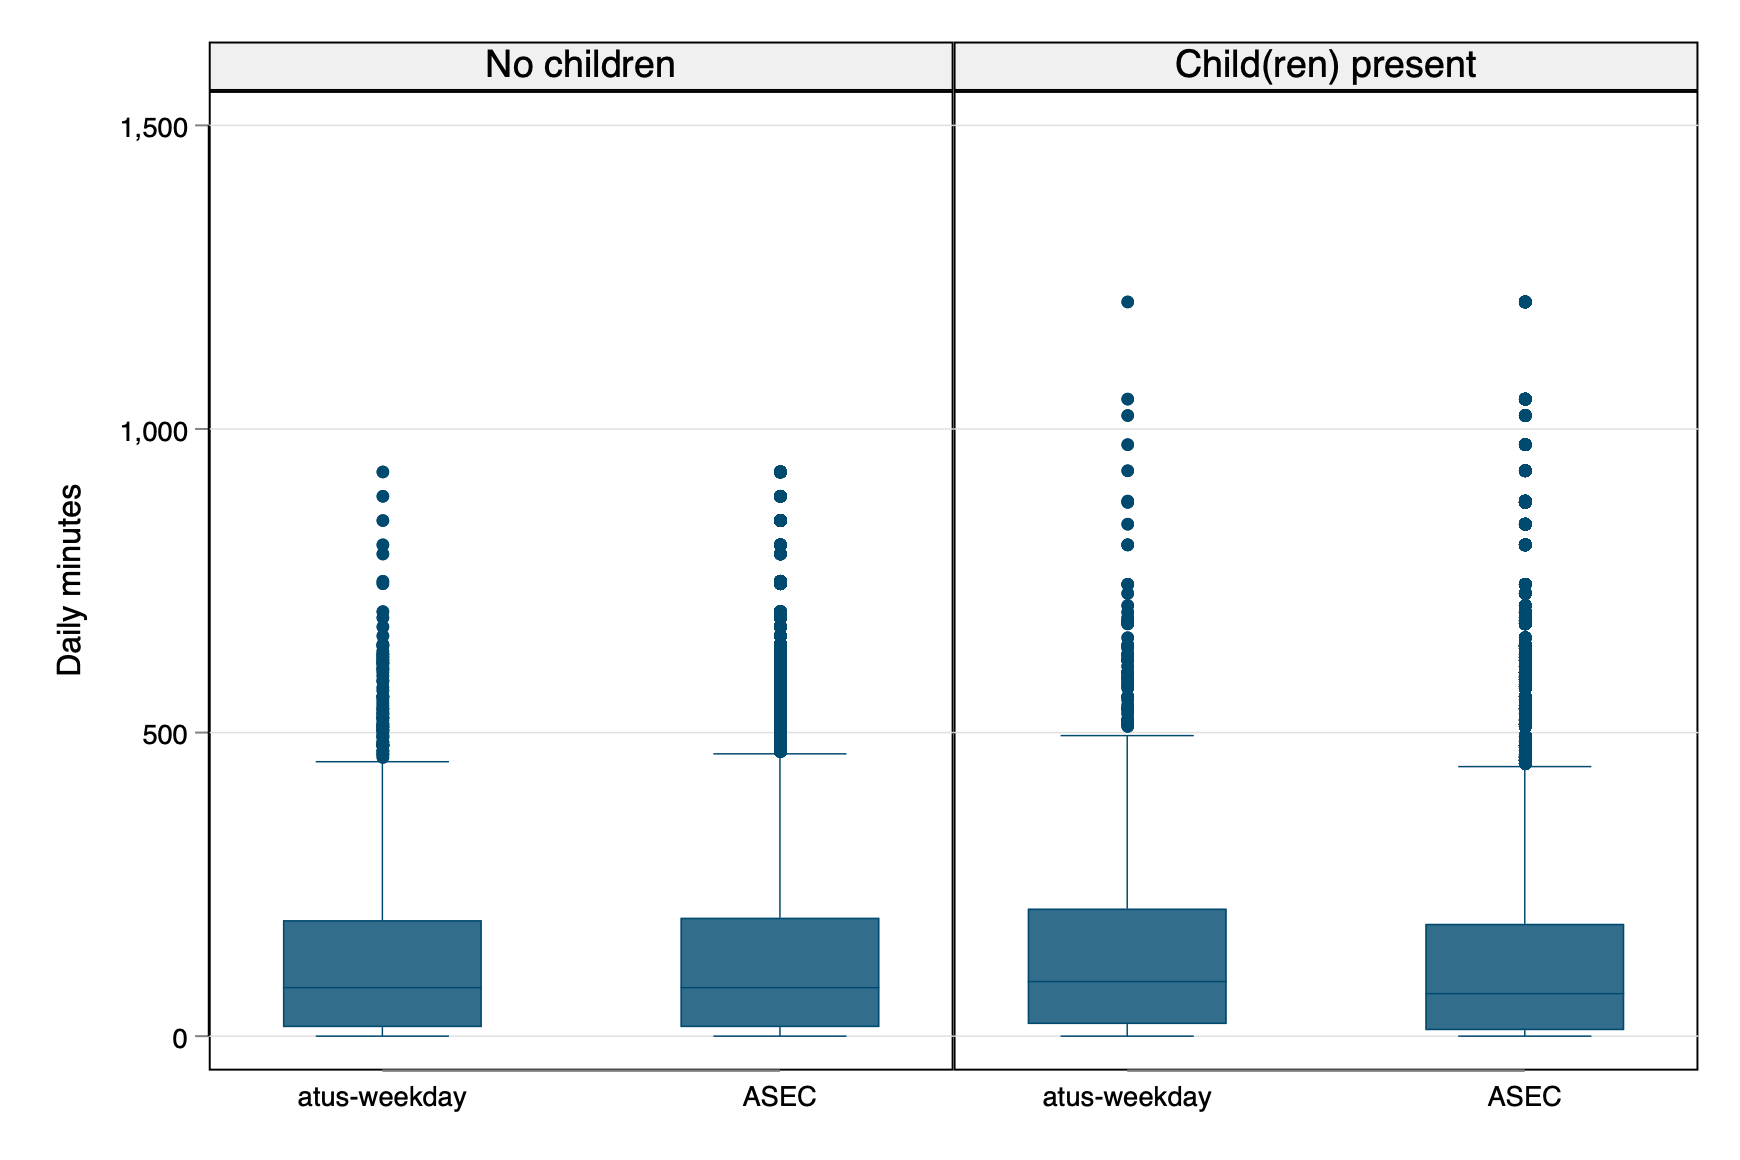 No children
Child(ren) present
1,500
1,000
500
0
Daily minutes
atus-weekday
ASEC
atus-weekday
ASEC